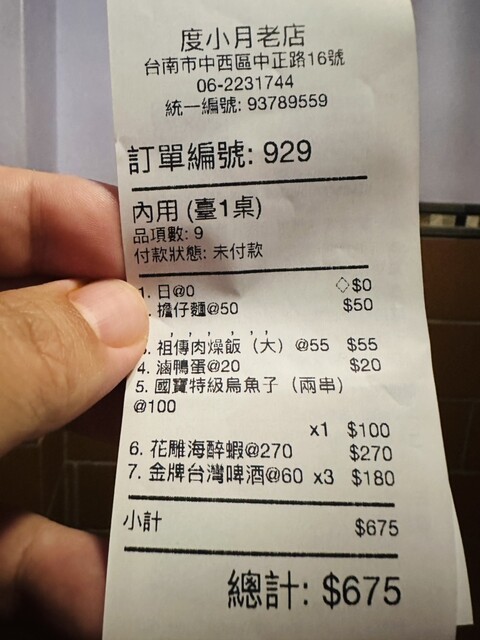 度小月老店
台南市中西區中正路16號
06-2231744
統一編號: 93789559
訂單編號: 929
內用 (臺1桌)
品項數: 9
付款狀態: 未付款
1. 日@0 ♢$0
. 擔仔麵@50 $50
, , , , , ,
. 祖傳肉燥飯（大）@55 $55
4. 滷鴨蛋@20 $20
5. 國寶特級烏魚子（兩串）
@100
x1 $100
6. 花雕海醉蝦@270 $270
7. 金牌台灣啤酒@60 x3 $180
小計 $675
總計: $675